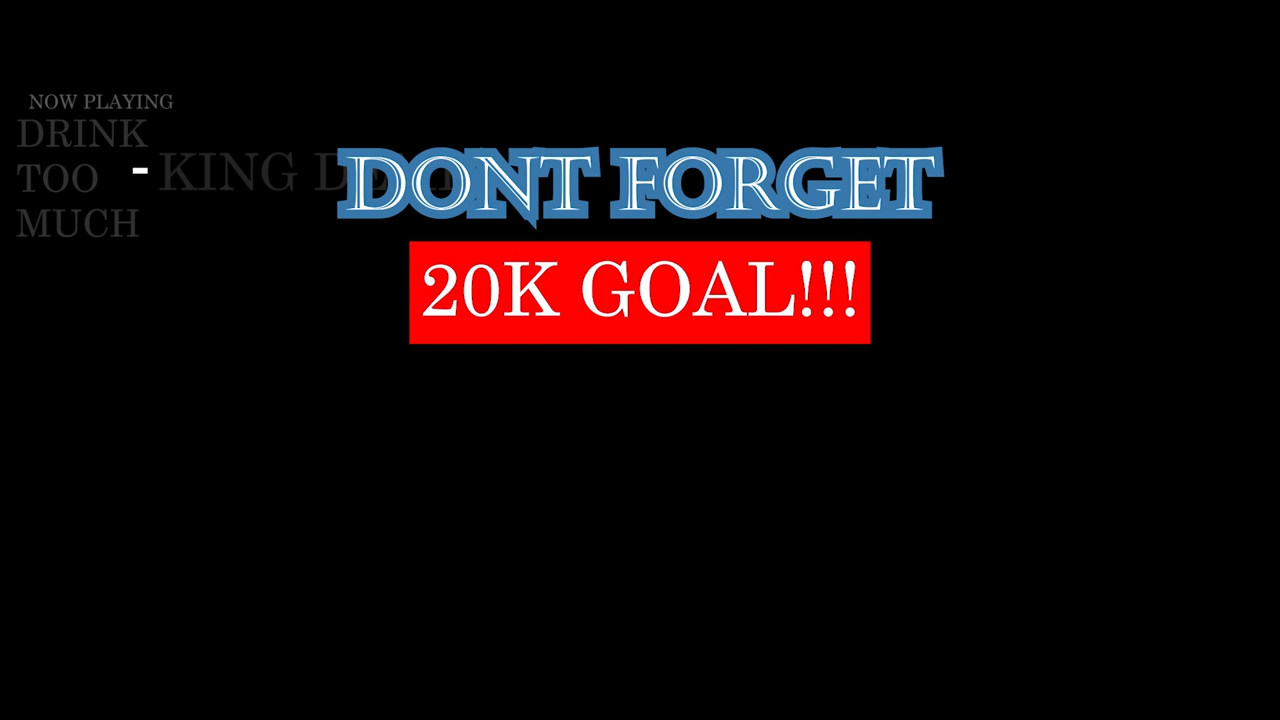 NOW PLAYING
DRINK
TOO
MUCH
- KING
DONT FORGET
20K GOAL!!!